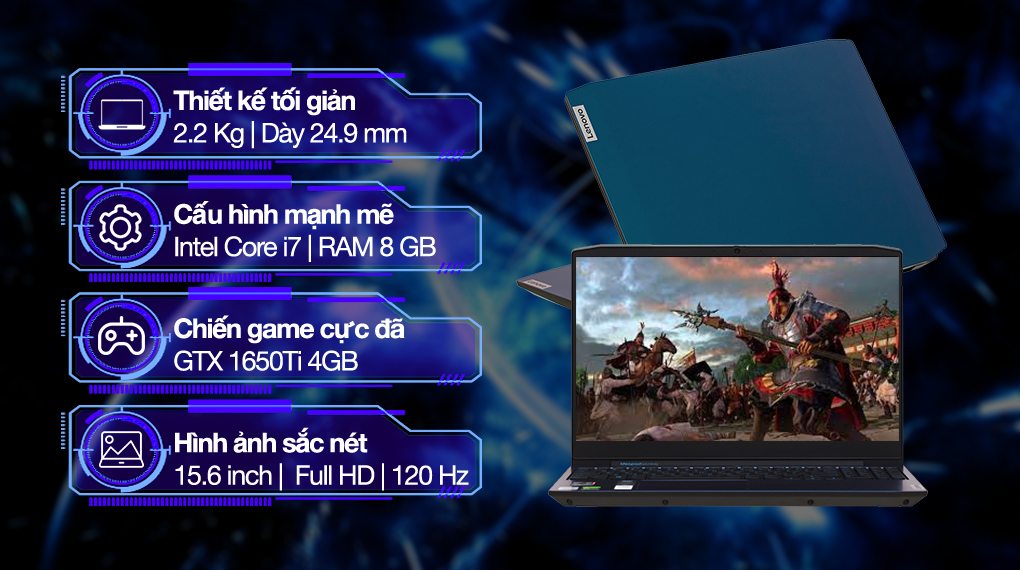 Thiết kế tối giản
2.2 Kg | Dày 24.9 mm
Cấu hình mạnh mẽ
Intel Core i7 | RAM 8 GB
Chiến game cực đã
GTX 1650Ti 4GB
Hình ảnh sắc nét
15.6 inch | Full HD | 120 Hz
Lenovo